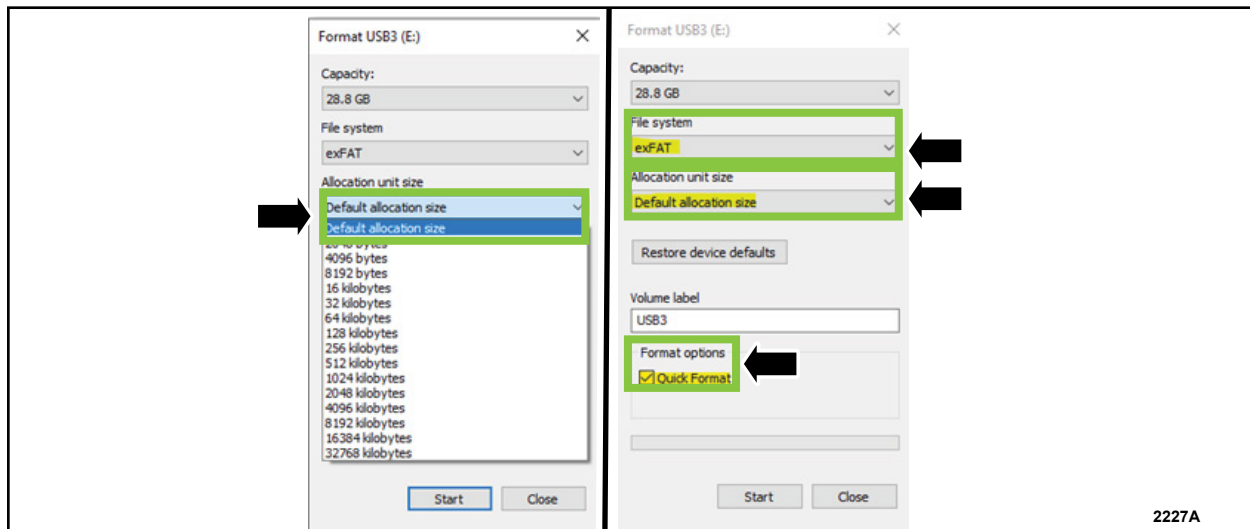 Format USB3 (E:)
Capacity:
28.8 GB
File system
exFAT
Allocation unit size
Default allocation size
Default allocation size
2048 bytes
4096 bytes
8192 bytes
16 kilobytes
32 kilobytes
64 kilobytes
128 kilobytes
256 kilobytes
512 kilobytes
1024 kilobytes
2048 kilobytes
4096 kilobytes
8192 kilobytes
16384 kilobytes
32768 kilobytes
Start Close
Format USB3 (E:)
Capacity:
28.8 GB
File system
exFAT
Allocation unit size
Default allocation size
Restore device defaults
Volume label
USB3
Format options
Quick Format
Start Close
2227A